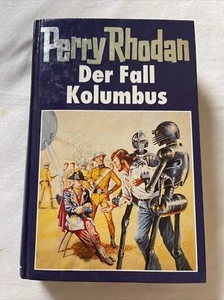 Perry Rhodan
Der Fall
Kolumbus